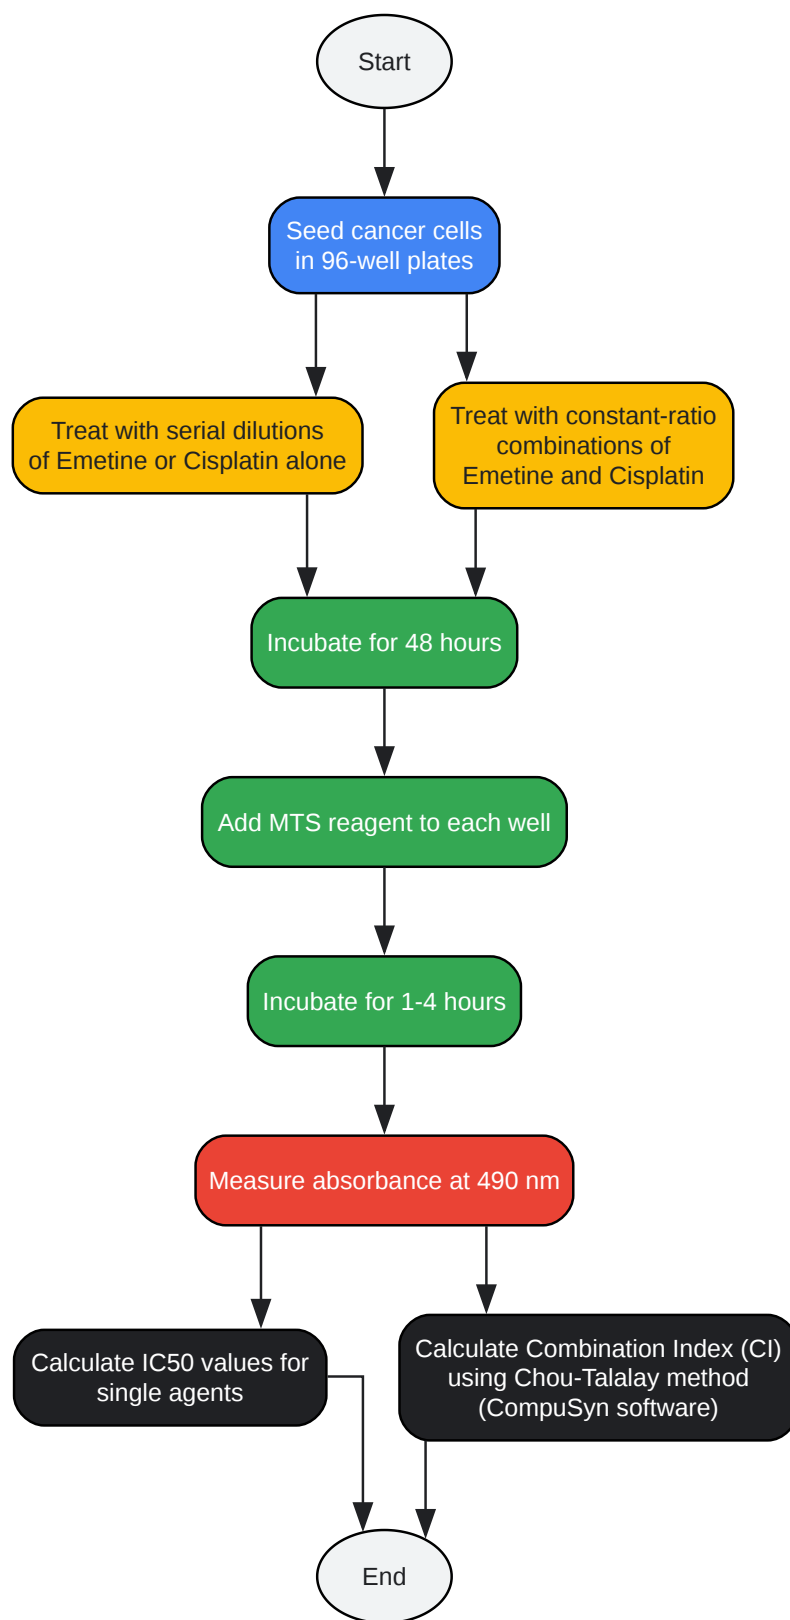 Start
Seed cancer cells
in 96-well plates
Treat with serial dilutions
of Emetine or Cisplatin alone
Treat with constant-ratio
combinations of
Emetine and Cisplatin
Incubate for 48 hours
Add MTS reagent to each well
Incubate for 1-4 hours
Measure absorbance at 490 nm
Calculate IC50 values for
single agents
Calculate Combination Index (CI)
using Chou-Talalay method
(CompuSyn software)
End